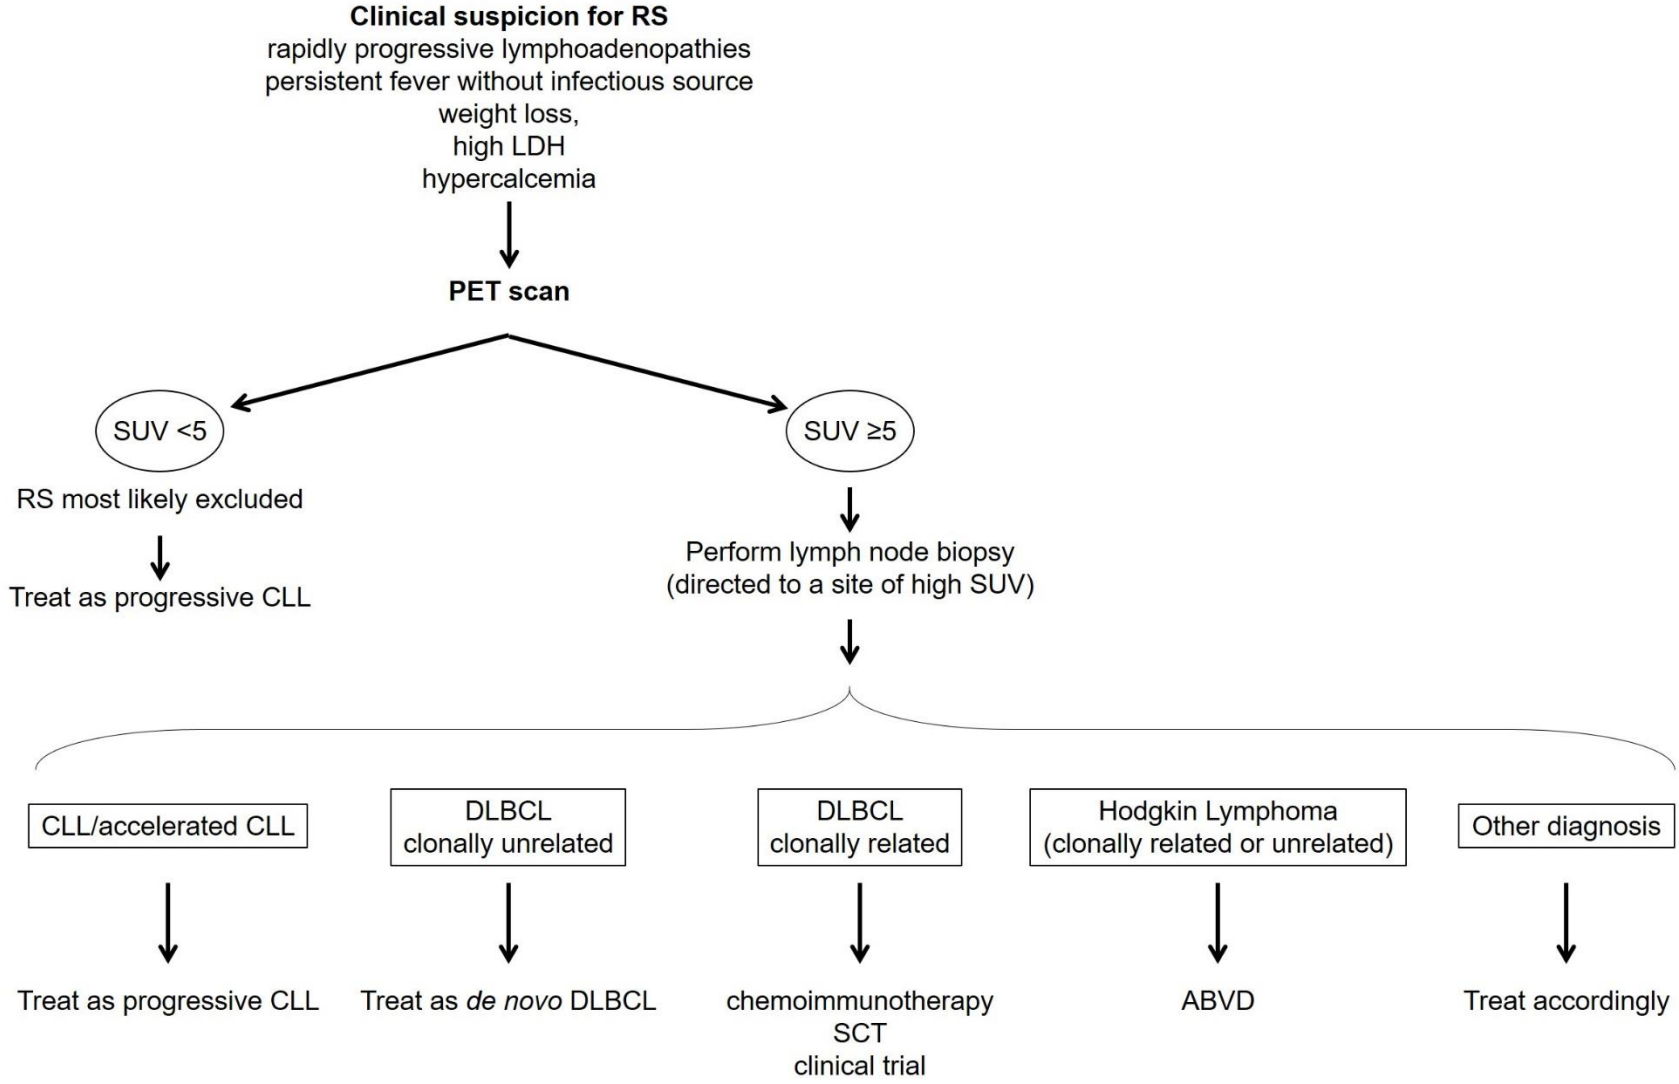 Clinical suspicion for RS
rapidly progressive lymphoadenopathies
persistent fever without infectious source
weight loss,
high LDH
hypercalcemia
PET scan
SUV <5
SUV ≥5
RS most likely excluded
Treat as progressive CLL
Perform lymph node biopsy
(directed to a site of high SUV)
CLL/accelerated CLL
DLBCL
clonally unrelated
DLBCL
clonally related
Hodgkin Lymphoma
(clonally related or unrelated)
Other diagnosis
Treat as progressive CLL
Treat as de novo DLBCL
chemoimmunotherapy
SCT
clinical trial
ABVD
Treat accordingly